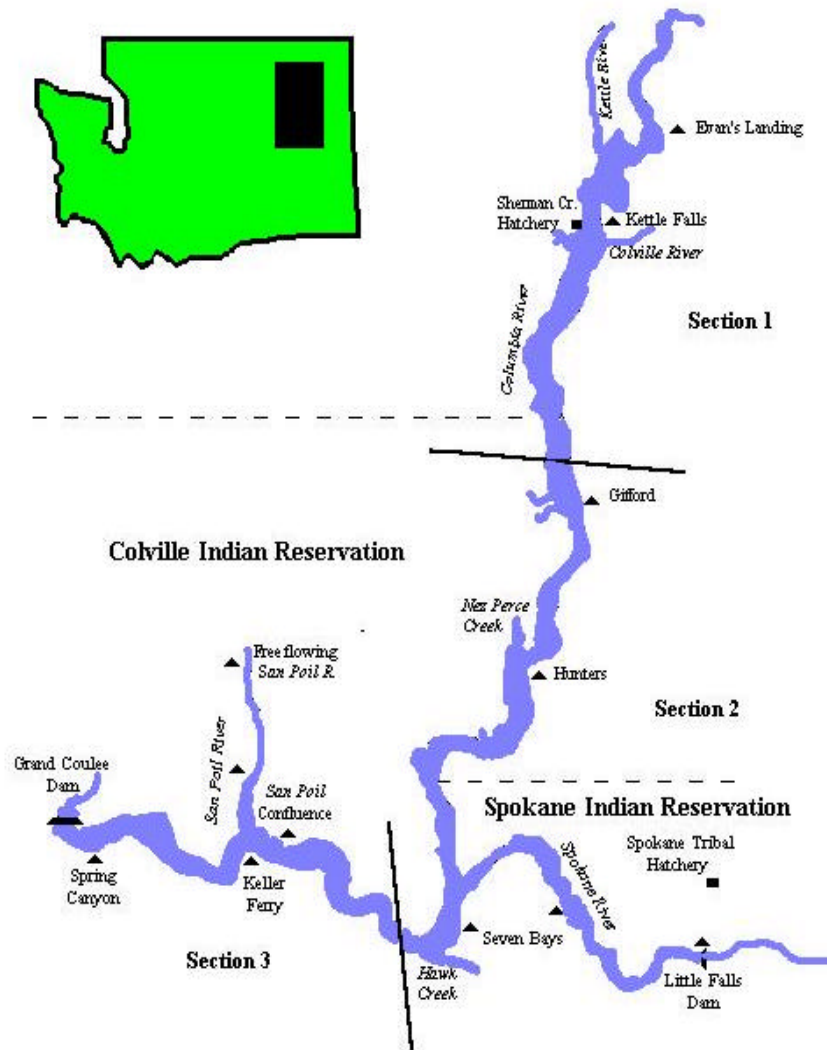 Kettle River
Evan's Landing
Sherman Cr.
Hatchery
Kettle Falls
Colville River
Columbia River
Section 1
Gifford
Colville Indian Reservation
Nez Perce
Creek
Free flowing
San Poil R.
Hunters
Section 2
San Poil River
Grand Coulee
Dam
San Poil
Confluence
Spokane Indian Reservation
Spokane Tribal
Hatchery
Spokane River
Spring
Canyon
Keller
Ferry
Seven Bays
Section 3
Hawk
Creek
Little Falls
Dam